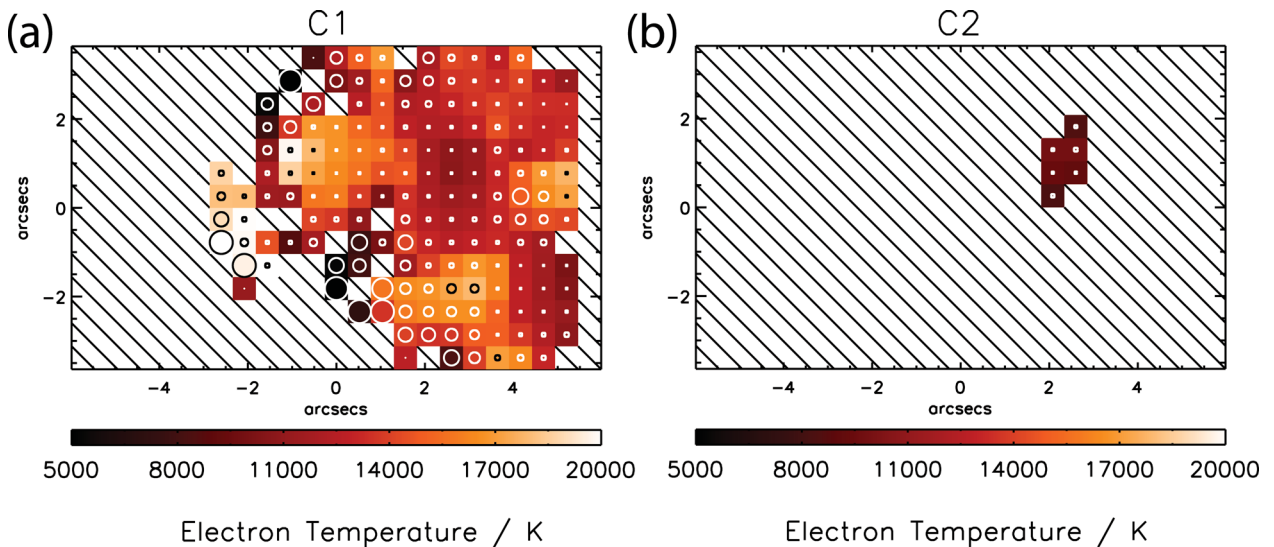 (a) C1 (b) C2
2
0
−2
arcsecs
−4 −2 0 2 4
arcsecs
5000 8000 11000 14000 17000 20000
Electron Temperature / K
2
0
−2
arcsecs
−4 −2 0 2 4
arcsecs
5000 8000 11000 14000 17000 20000
Electron Temperature / K